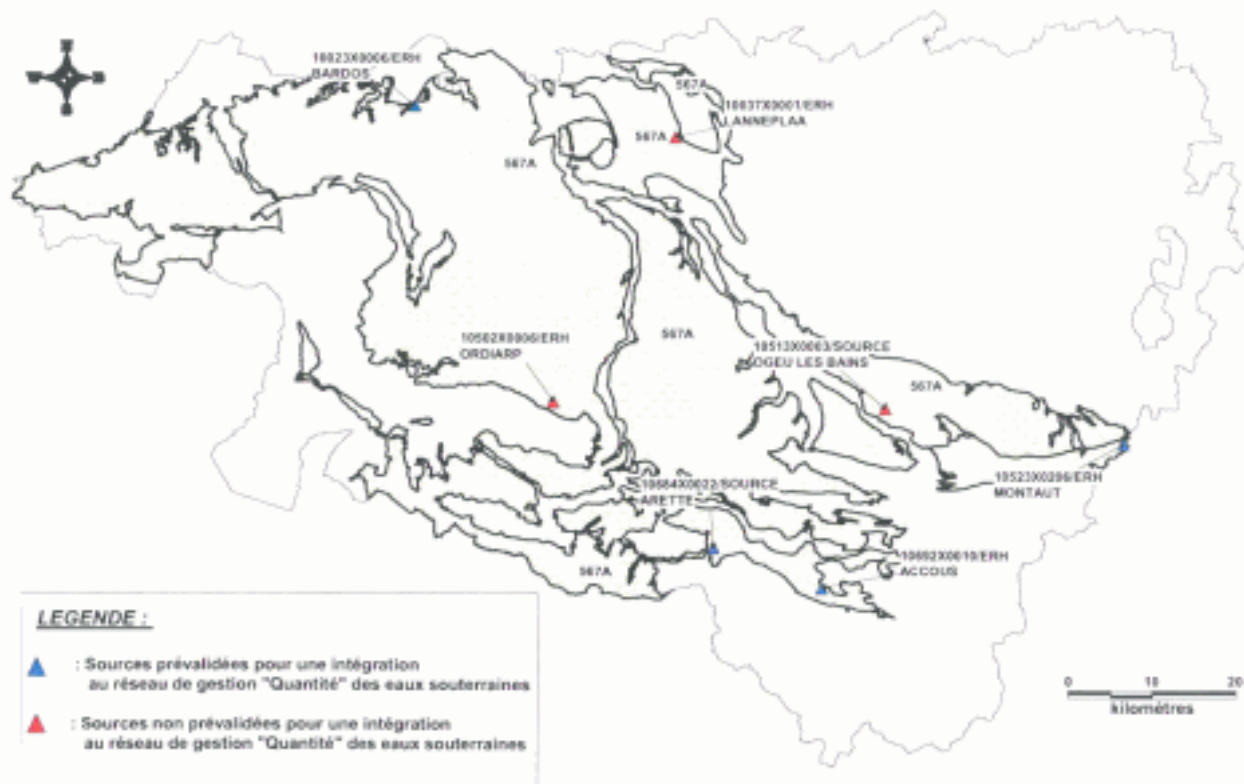 10023X0006/ERH
BARDOS
567A
10037X0001/ERH
LANNEPLAA
567A
567A
10502X0006/ERH
ORDIARP
567A
10513X0003/SOURCE
OGEU LES BAINS
567A
10523X0206/ERH
MONTAUT
10684X0022/SOURCE
ARETTE
10692X0010/ERH
ACCOUS
567A
LEGENDE :
: Sources prévalidées pour une intégration
au réseau de gestion "Quantité" des eaux souterraines
: Sources non prévalidées pour une intégration
au réseau de gestion "Quantité" des eaux souterraines
0 10 20
kilomètres